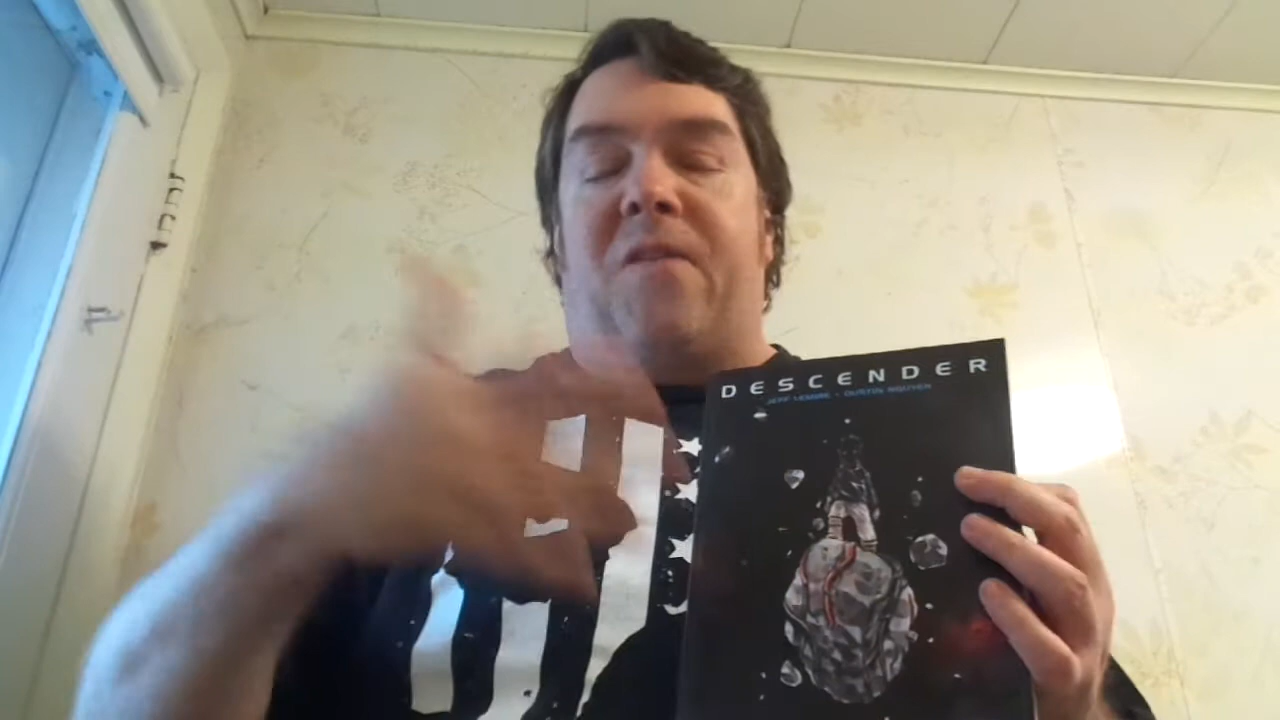 DESCENDER
JEFF LEMIRE • DUSTIN NGUYEN